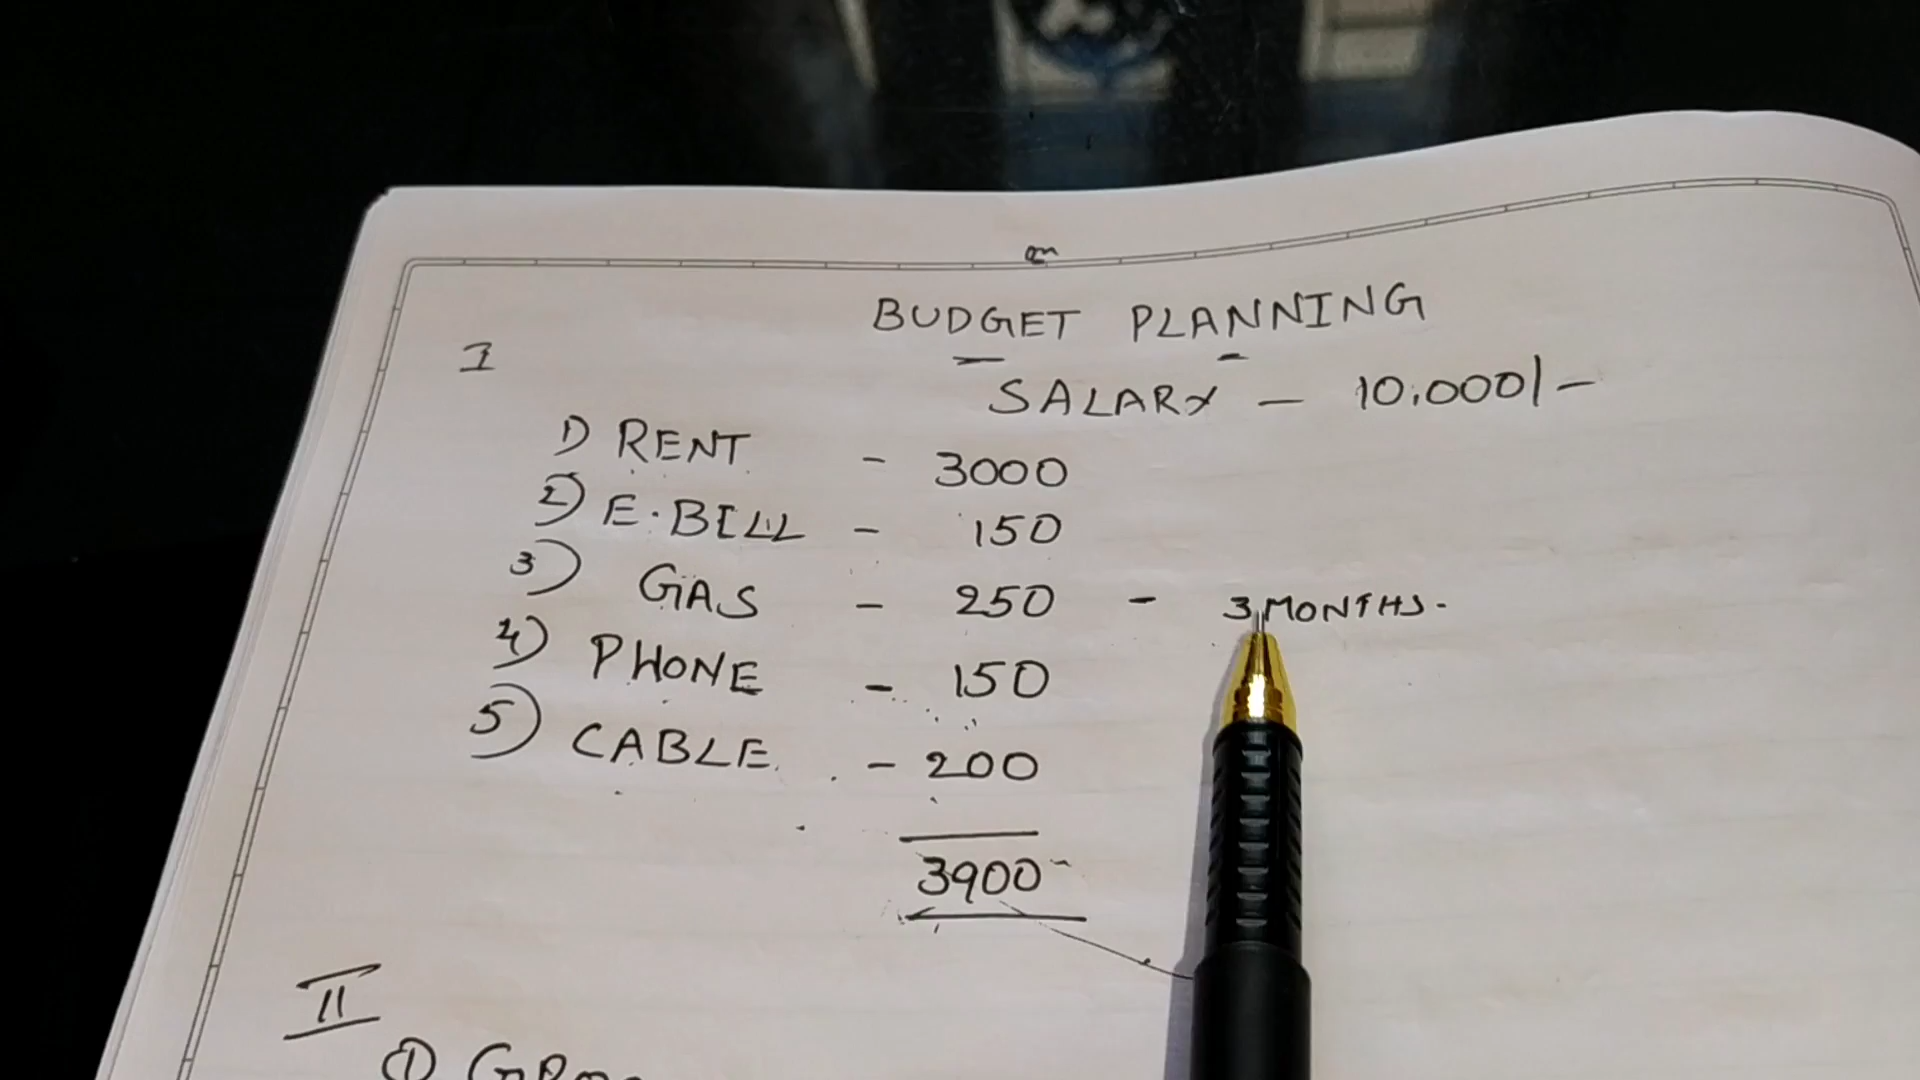 BUDGET PLANNING
I
SALARY - 10,000/-
1) RENT - 3000
2) E.BILL - 150
3) GAS - 250 - 3 MONTHS.
4) PHONE - 150
5) CABLE - 200
3900
II
①